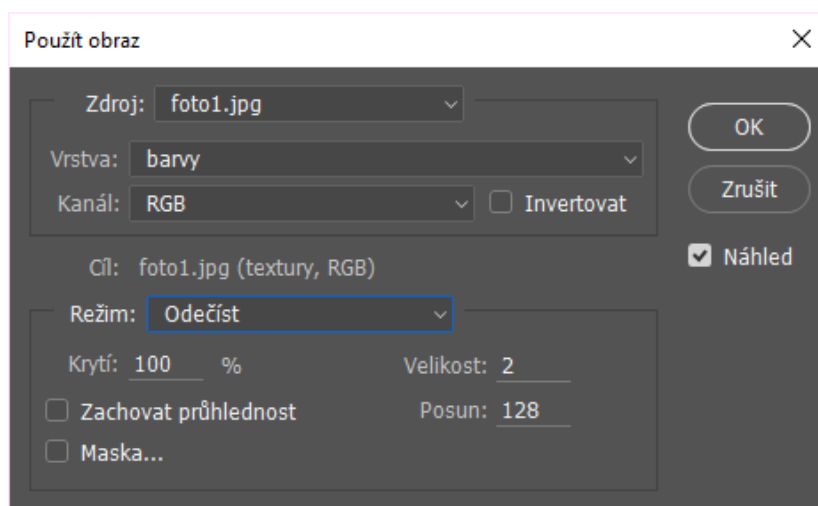 Použít obraz
Zdroj: foto1.jpg
OK
Vrstva: barvy
Zrušit
Kanál: RGB
Invertovat
Náhled
Cíl: foto1.jpg (textury, RGB)
Režim: Odečíst
Krytí: 100 %
Velikost: 2
Zachovat průhlednost
Posun: 128
Maska...